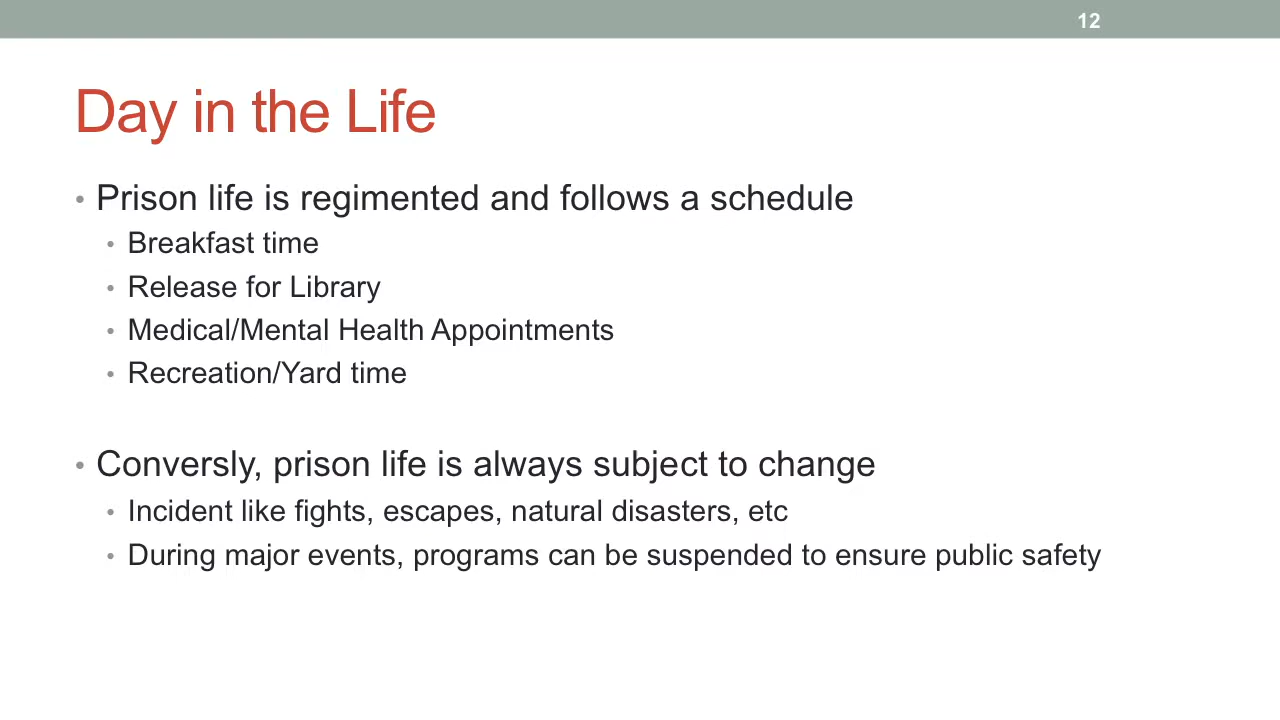 12
Day in the Life
• Prison life is regimented and follows a schedule
• Breakfast time
• Release for Library
• Medical/Mental Health Appointments
• Recreation/Yard time
• Conversly, prison life is always subject to change
• Incident like fights, escapes, natural disasters, etc
• During major events, programs can be suspended to ensure public safety